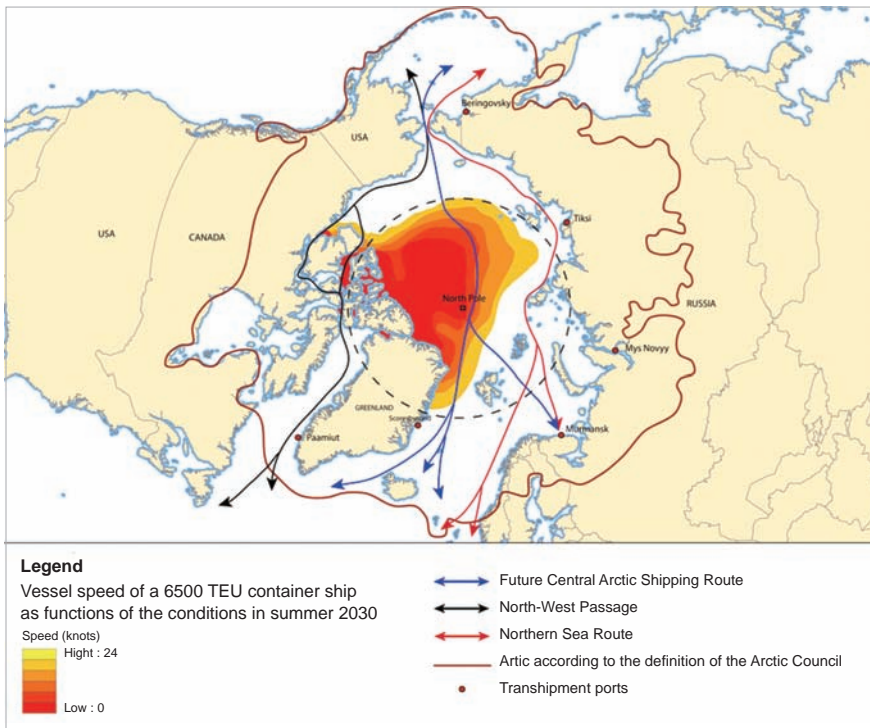 Beringovsky
USA
Tiksi
USA
CANADA
North Pole
RUSSIA
Mys Novyy
GREENLAND
Murmansk
Paamiut
Legend
Vessel speed of a 6500 TEU container ship
as functions of the conditions in summer 2030
Speed (knots)
Hight : 24
Low : 0
Future Central Arctic Shipping Route
North-West Passage
Northern Sea Route
Artic according to the definition of the Arctic Council
Transhipment ports